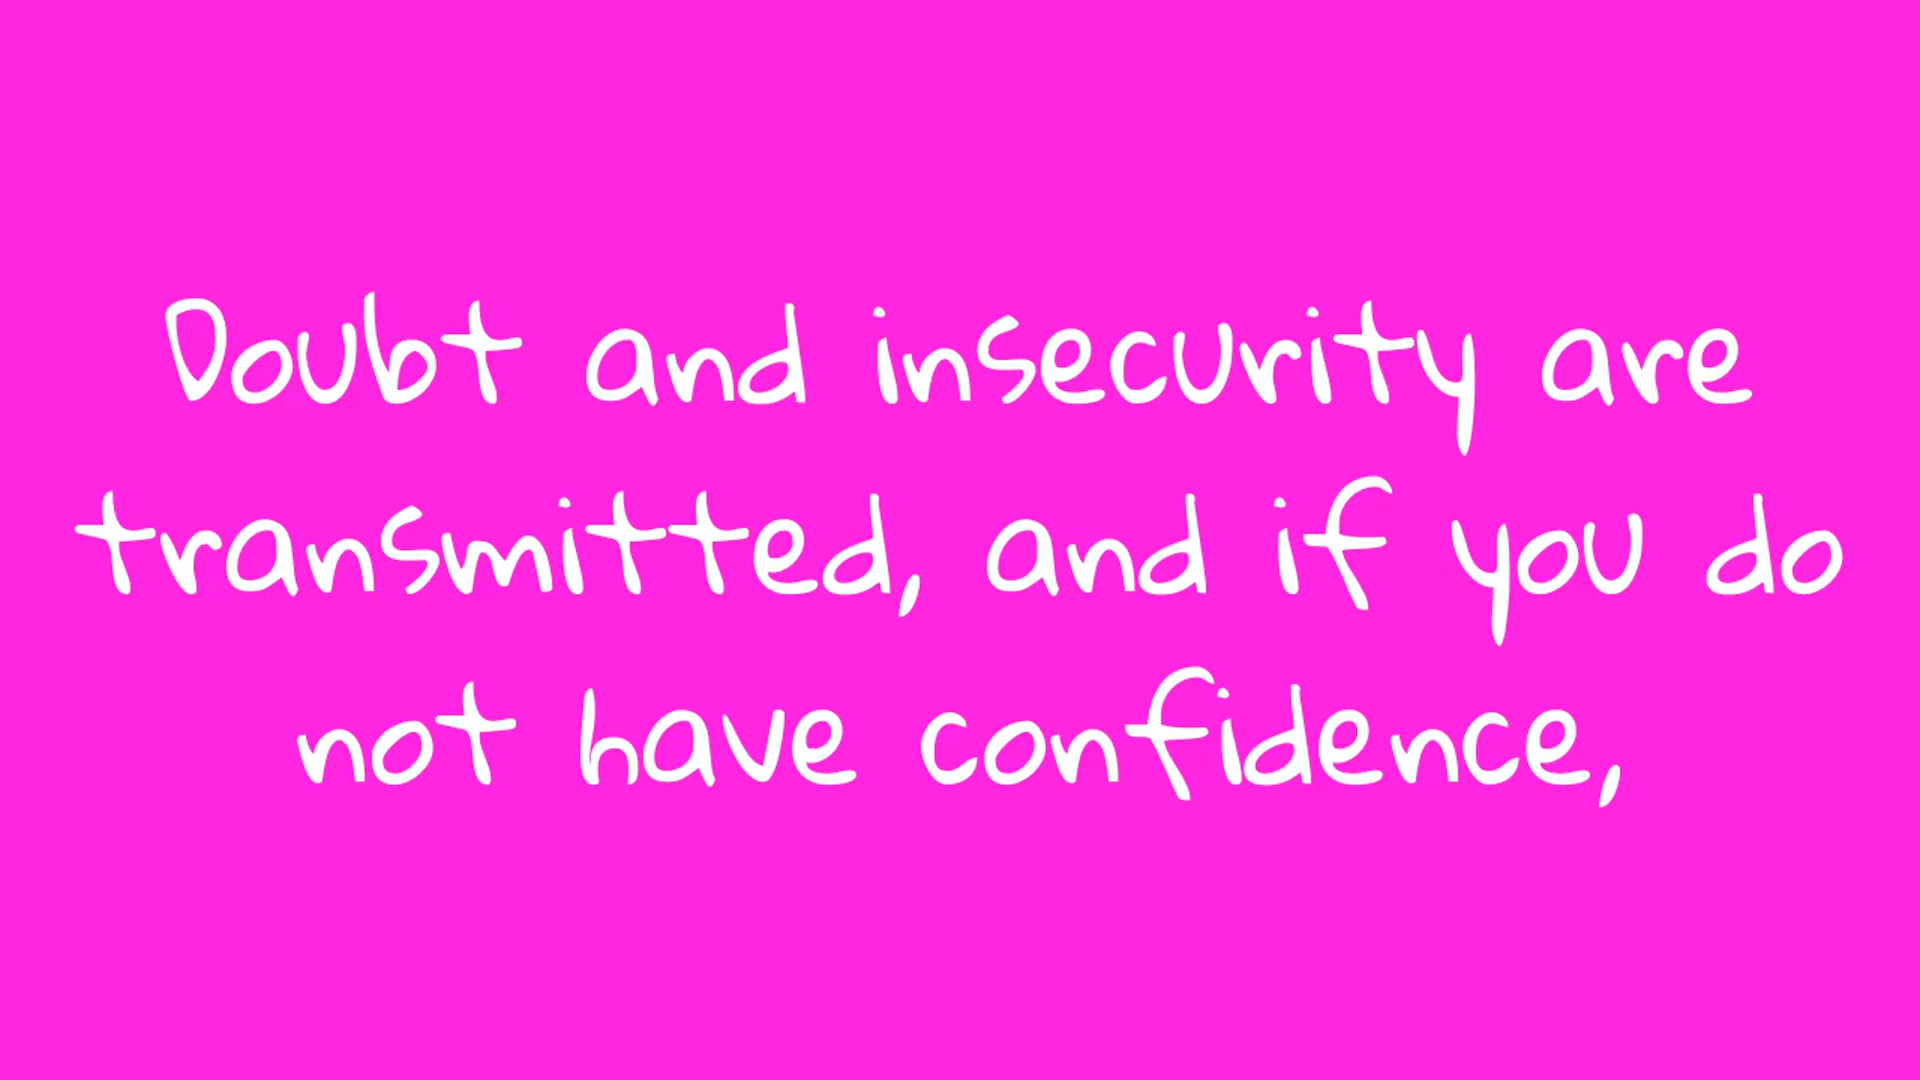 Doubt and insecurity are
transmitted, and if you do
not have confidence,